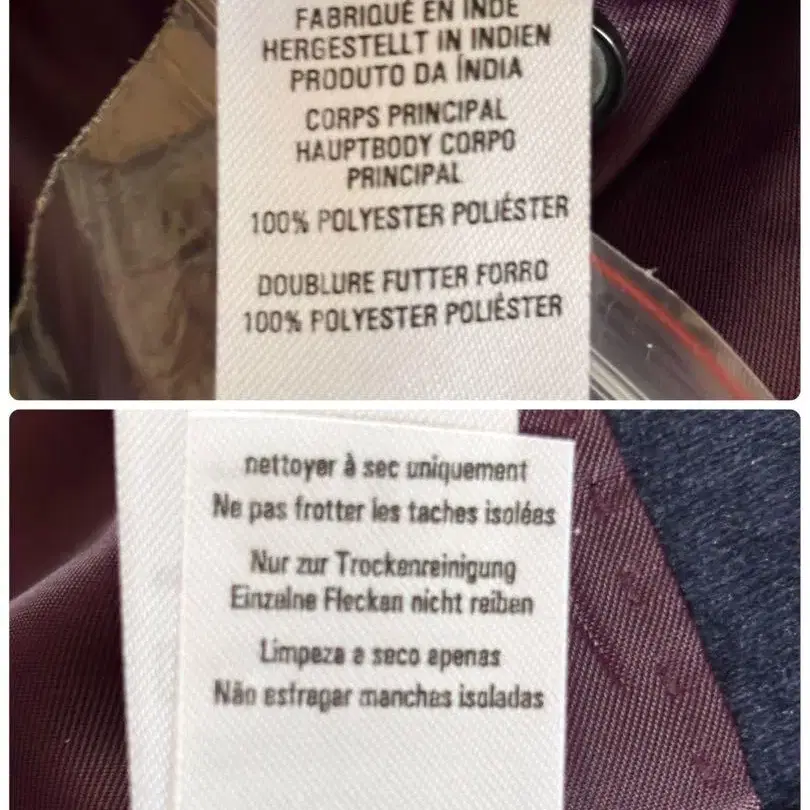 FABRIQUÉ EN INDE
HERGESTELLT IN INDIEN
PRODUTO DA ÍNDIA
CORPS PRINCIPAL
HAUPTBODY CORPO
PRINCIPAL
100% POLYESTER POLIÉSTER
DOUBLURE FUTTER FORRO
100% POLYESTER POLIÉSTER
nettoyer à sec uniquement
Ne pas frotter les taches isolées
Nur zur Trockenreinigung
Einzelne Flecken nicht reiben
Limpeza a seco apenas
Não esfregar manchas isoladas